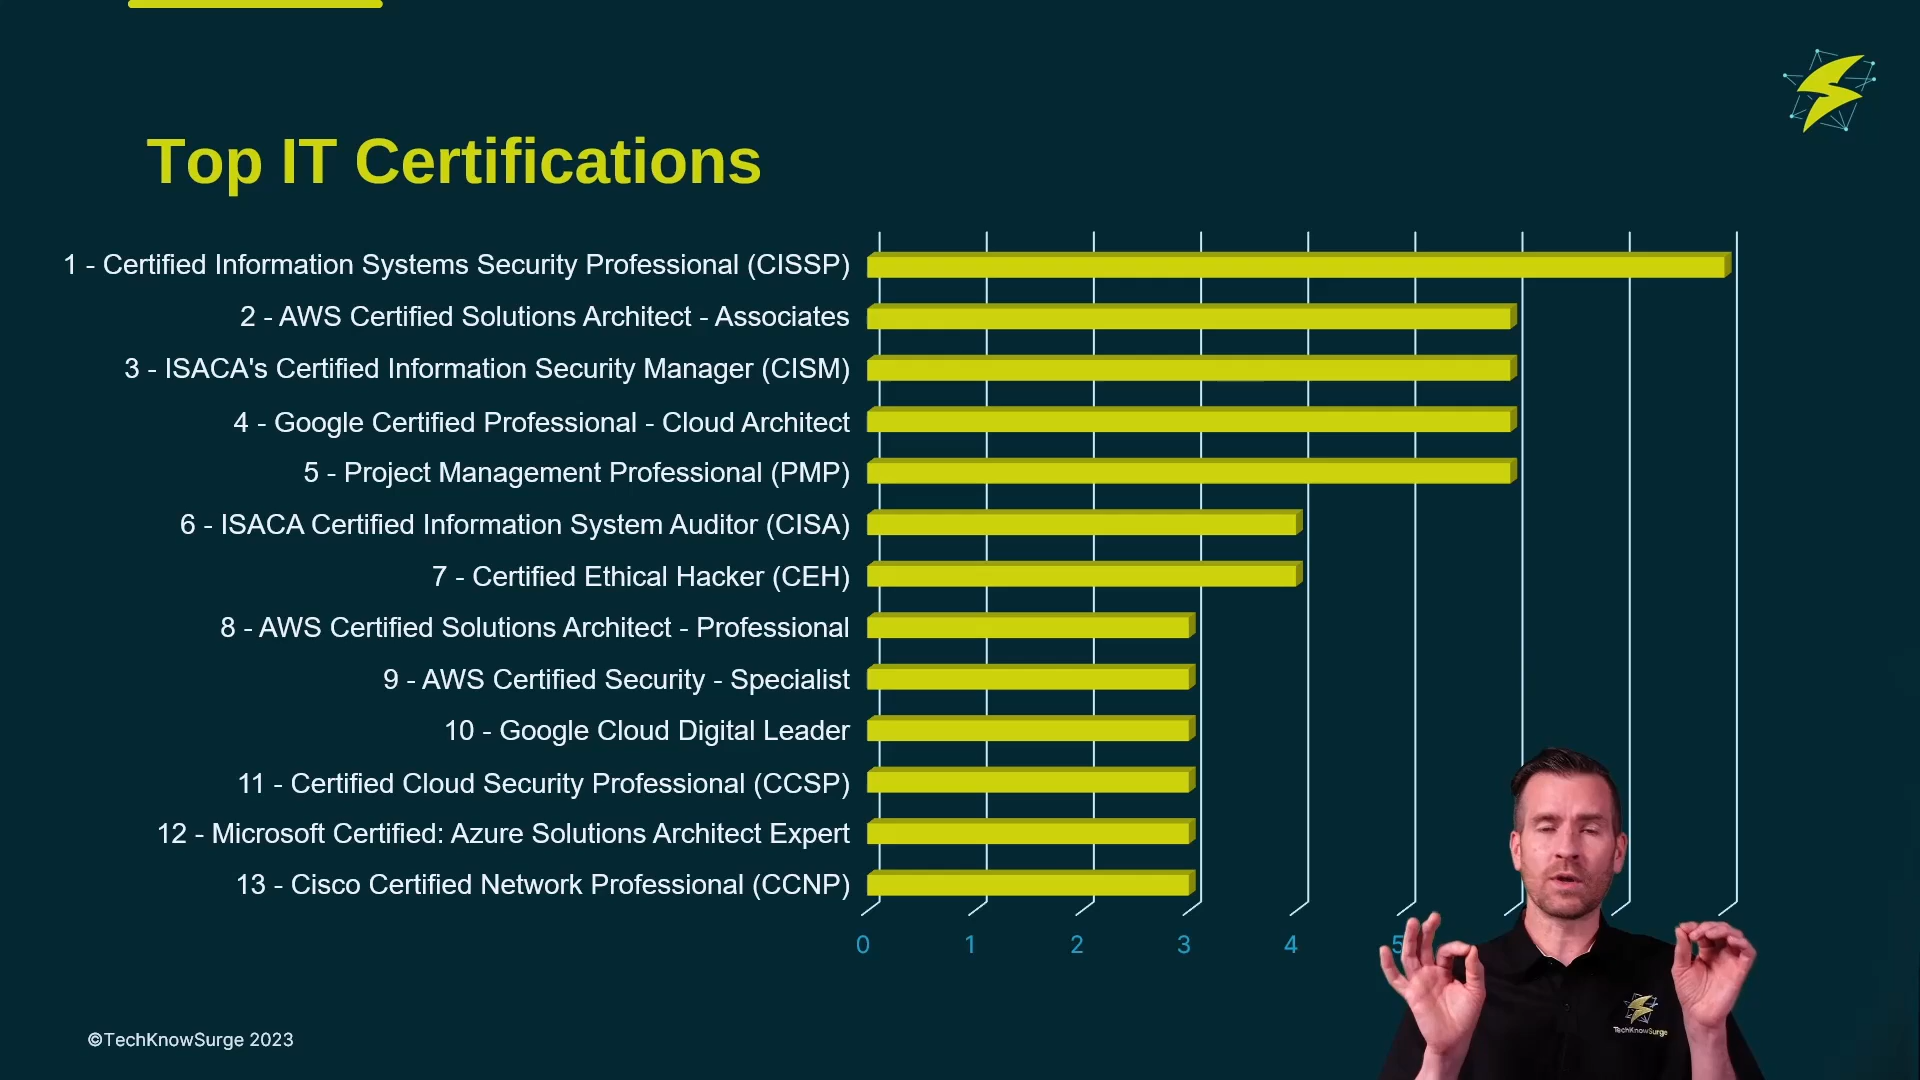 Top IT Certifications
1 - Certified Information Systems Security Professional (CISSP)
2 - AWS Certified Solutions Architect - Associates
3 - ISACA's Certified Information Security Manager (CISM)
4 - Google Certified Professional - Cloud Architect
5 - Project Management Professional (PMP)
6 - ISACA Certified Information System Auditor (CISA)
7 - Certified Ethical Hacker (CEH)
8 - AWS Certified Solutions Architect - Professional
9 - AWS Certified Security - Specialist
10 - Google Cloud Digital Leader
11 - Certified Cloud Security Professional (CCSP)
12 - Microsoft Certified: Azure Solutions Architect Expert
13 - Cisco Certified Network Professional (CCNP)
0 1 2 3 4 5
TechKnowSurge
©TechKnowSurge 2023